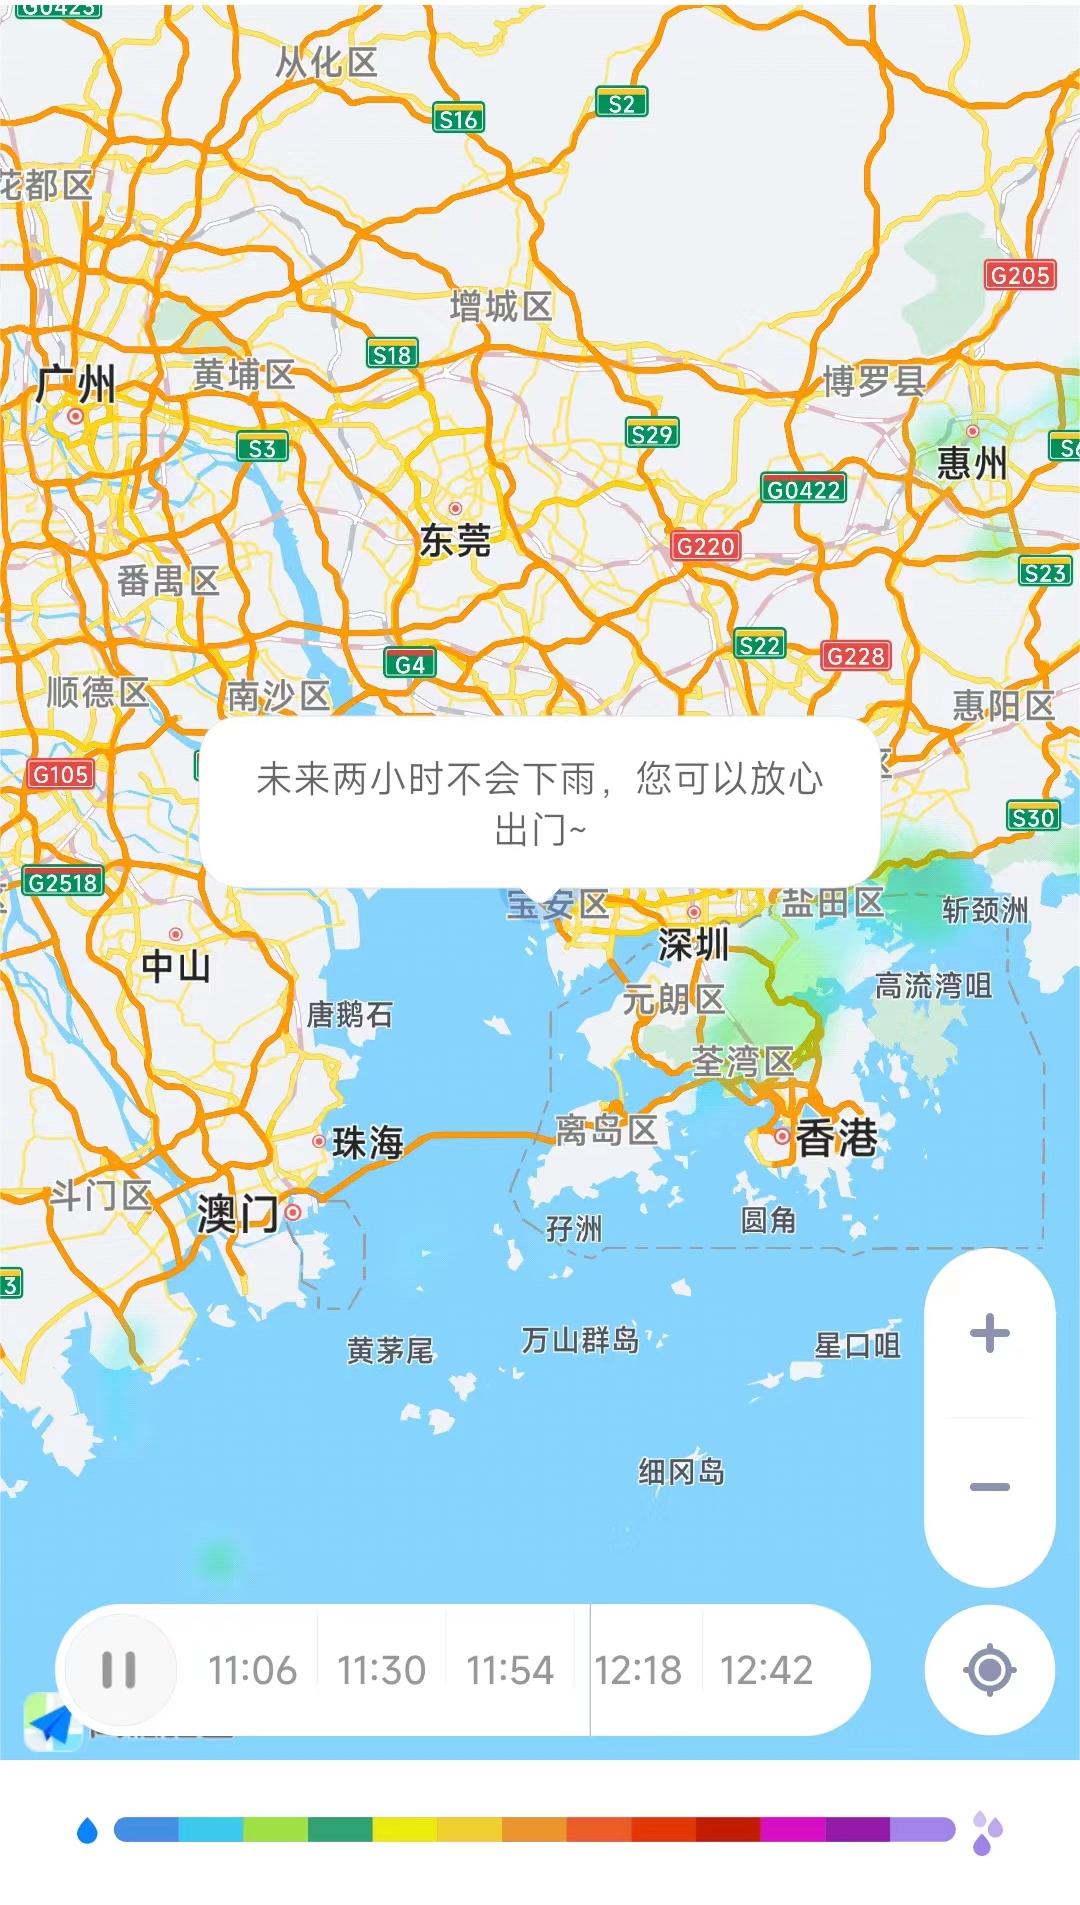 G0423
从化区
S2
S16
花都区
G205
增城区
S18
广州
黄埔区
博罗县
S29
S3
惠州
G0422
东莞
G220
S23
番禺区
S22
G228
G4
顺德区
南沙区
惠阳区
G105
未来两小时不会下雨，您可以放心
出门~
S30
G2518
宝安区
盐田区
斩颈洲
深圳
中山
高流湾咀
元朗区
唐鹅石
荃湾区
离岛区
香港
珠海
斗门区
澳门
孖洲
圆角
3
黄茅尾
万山群岛
星口咀
细冈岛
11:06 11:30 11:54 12:18 12:42